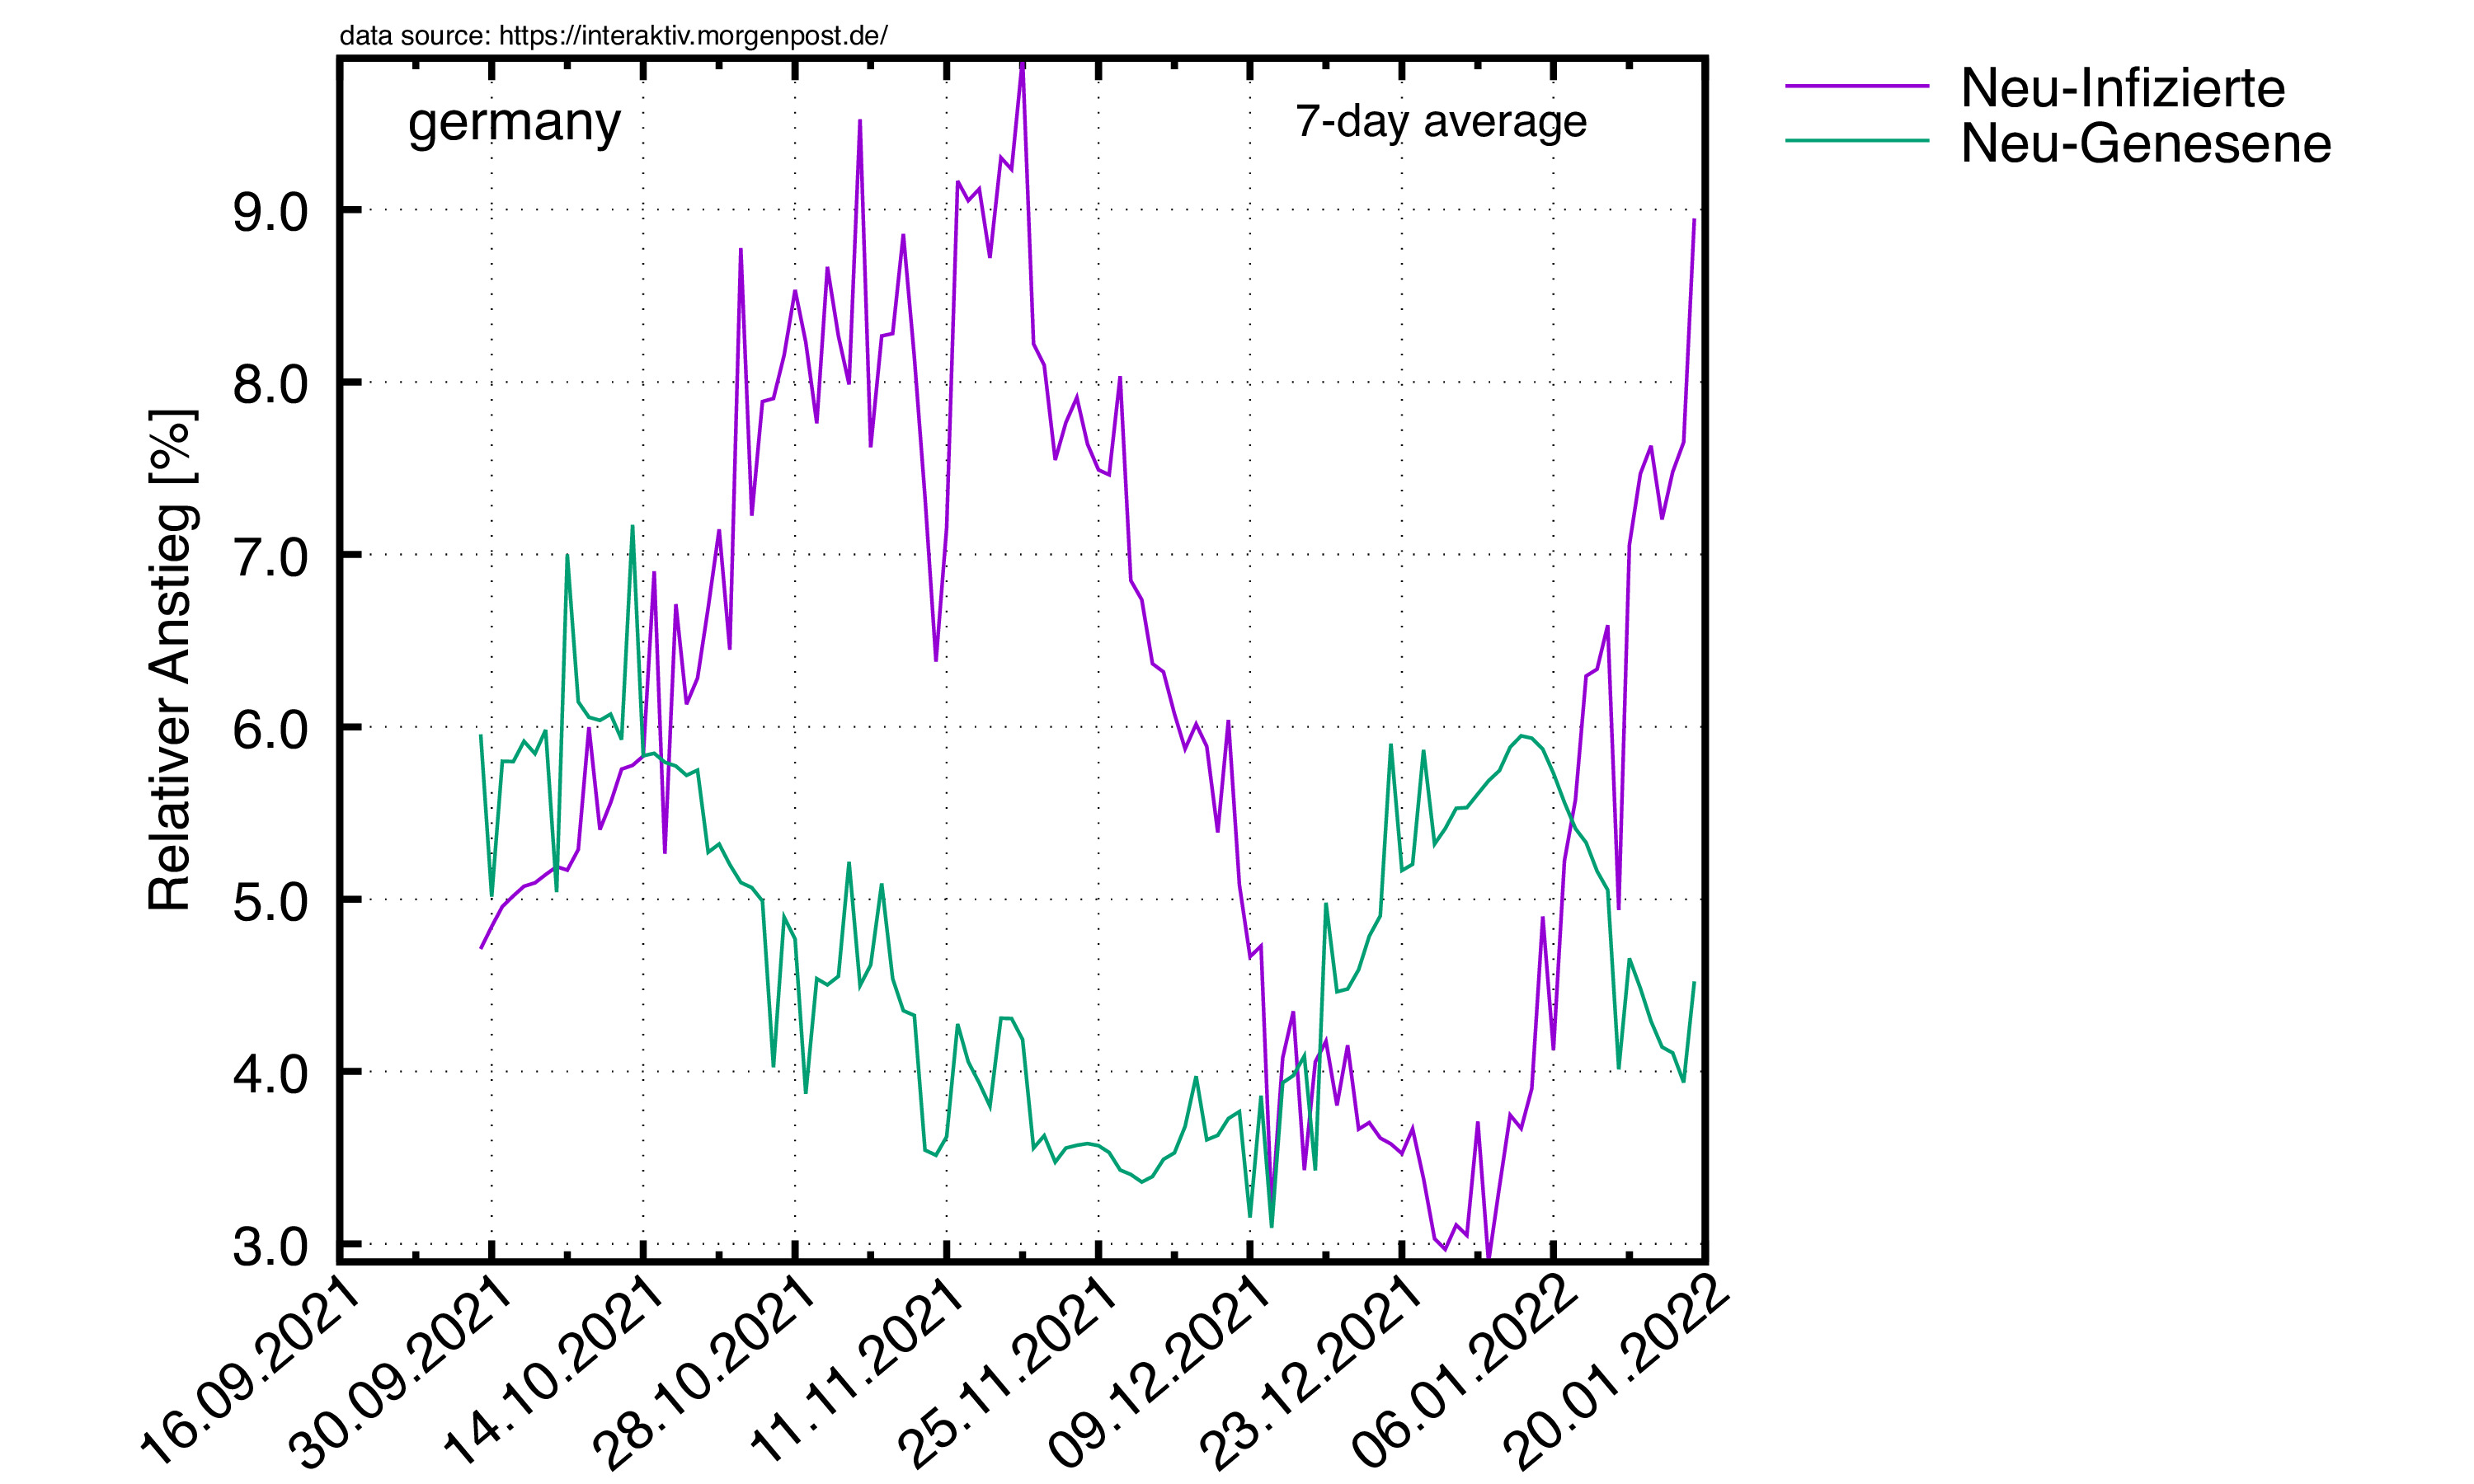 data source: https://interaktiv.morgenpost.de/
germany
7-day average
Neu-Infizierte
Neu-Genesene
Relativer Anstieg [%]
9.0
8.0
7.0
6.0
5.0
4.0
3.0
16.09.2021
30.09.2021
14.10.2021
28.10.2021
11.11.2021
25.11.2021
09.12.2021
23.12.2021
06.01.2022
20.01.2022